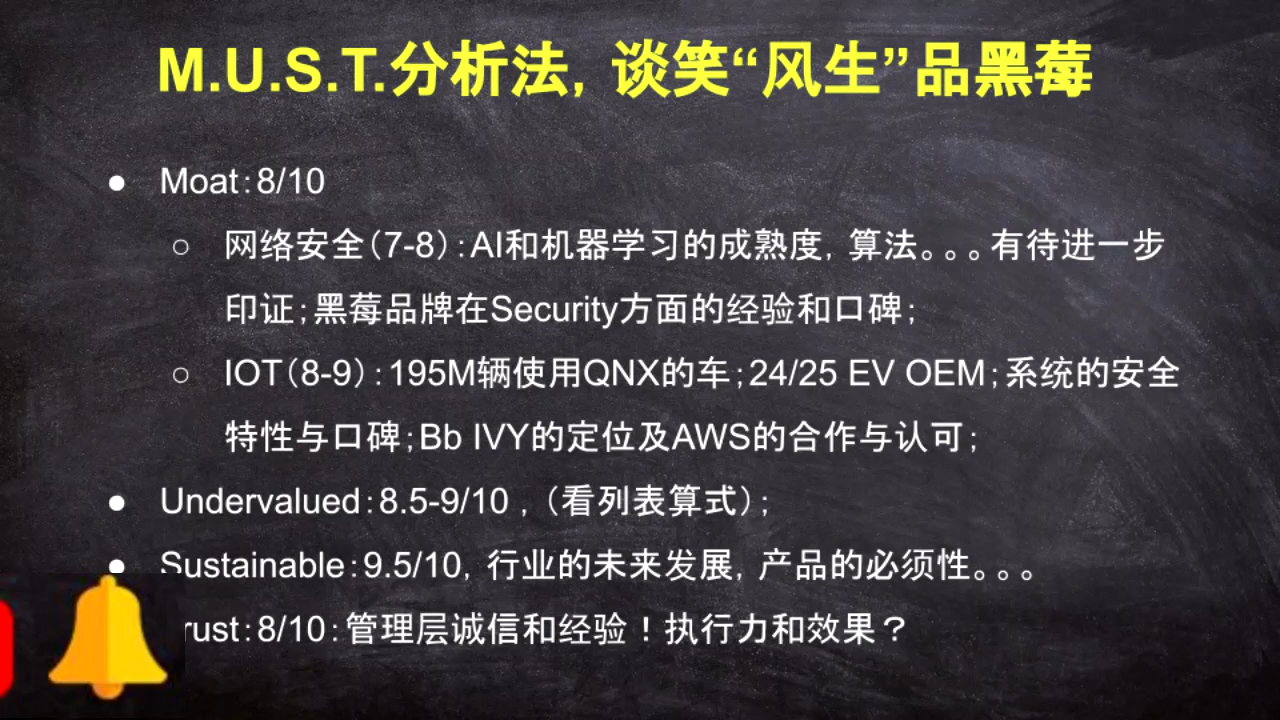 M.U.S.T.分析法，谈笑“风生”品黑莓
● Moat：8/10
○ 网络安全（7-8）：AI和机器学习的成熟度，算法。。。有待进一步
印证；黑莓品牌在Security方面的经验和口碑；
○ IOT（8-9）：195M辆使用QNX的车；24/25 EV OEM；系统的安全
特性与口碑；Bb IVY的定位及AWS的合作与认可；
● Undervalued：8.5-9/10 ，（看列表算式）；
● Sustainable：9.5/10，行业的未来发展，产品的必须性。。。
rust：8/10：管理层诚信和经验！执行力和效果？